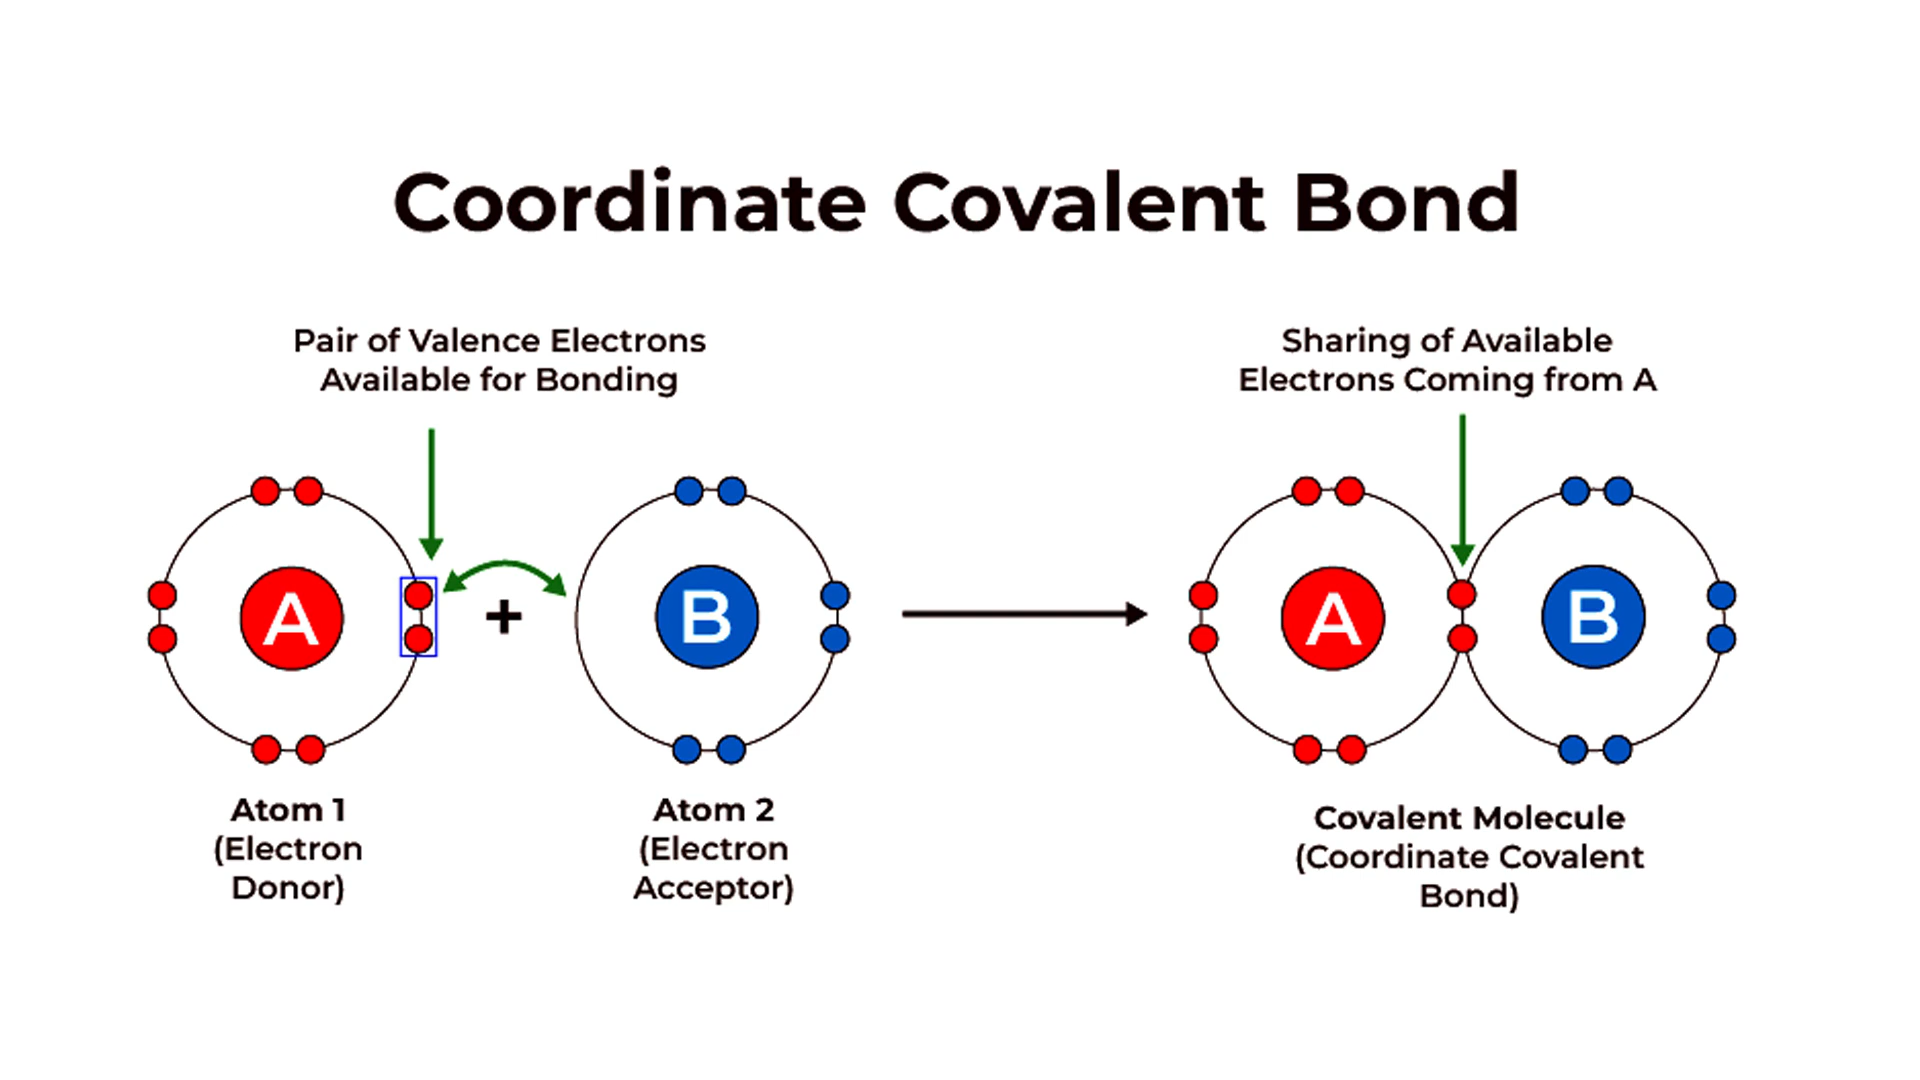 Coordinate Covalent Bond
Pair of Valence Electrons
Available for Bonding
Sharing of Available
Electrons Coming from A
A
+
B
A
B
Atom 1
(Electron
Donor)
Atom 2
(Electron
Acceptor)
Covalent Molecule
(Coordinate Covalent
Bond)